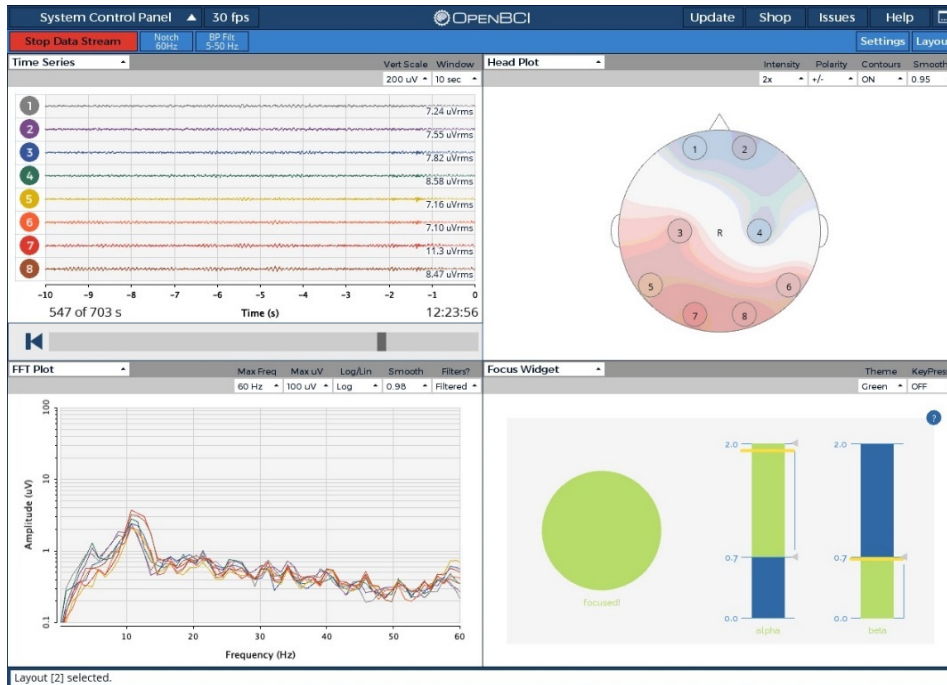 System Control Panel 30 fps OPENBCI Update Shop Issues Help
Stop Data Stream Notch 60Hz BP Filt 5-50 Hz Settings Layou
Time Series
Vert Scale Window
200 uV 10 sec
1 7.24 uVrms
2 7.55 uVrms
3 7.82 uVrms
4 8.58 uVrms
5 7.16 uVrms
6 7.10 uVrms
7 11.3 uVrms
8 8.47 uVrms
-10 -9 -8 -7 -6 -5 -4 -3 -2 -1 0
547 of 703 s Time (s) 12:23:56
Head Plot
Intensity Polarity Contours Smooth
2x +/- ON 0.95
1 2
3 R 4
5 6
7 8
FFT Plot
Max Freq Max uV Log/Lin Smooth Filters?
60 Hz 100 uV Log 0.98 Filtered
100
10
1
0.1
Amplitude (uV)
10 20 30 40 50 60
Frequency (Hz)
Focus Widget
Theme KeyPress
Green OFF
?
2.0 2.0
0.7 0.7
0.0 0.0
focused!
alpha beta
Layout [2] selected.